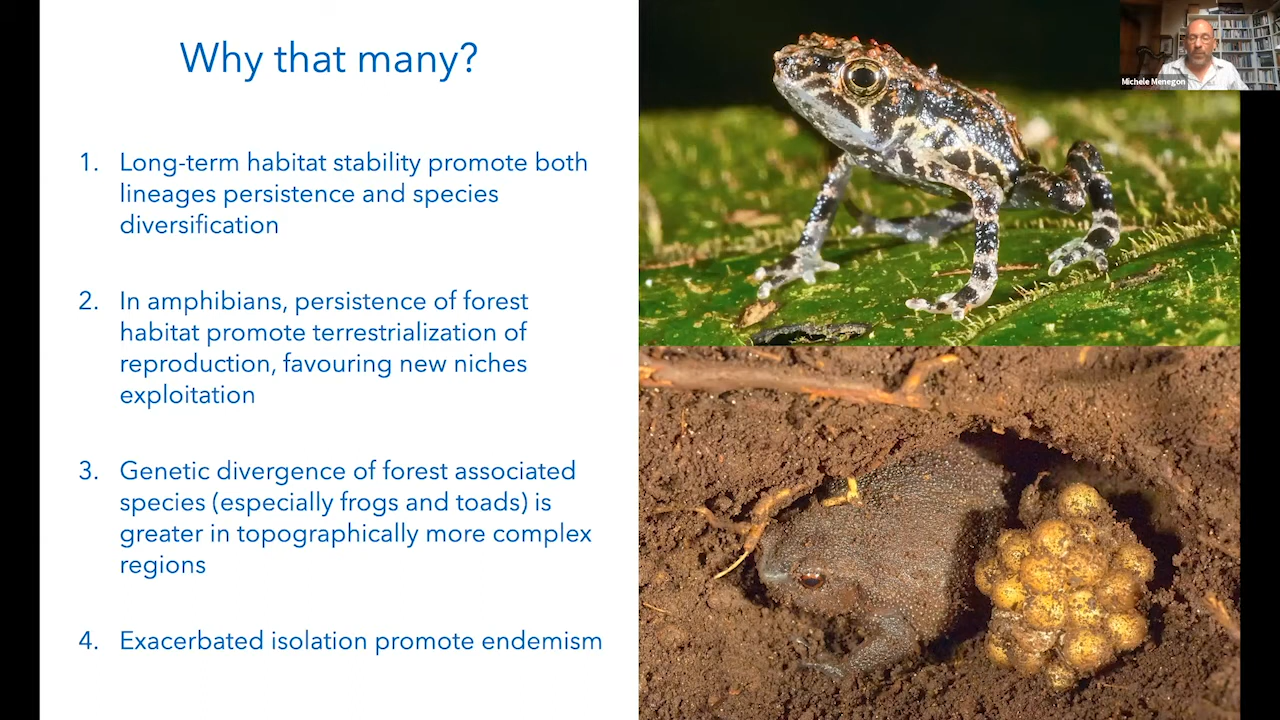 Why that many?
1. Long-term habitat stability promote both
lineages persistence and species
diversification
2. In amphibians, persistence of forest
habitat promote terrestrialization of
reproduction, favouring new niches
exploitation
3. Genetic divergence of forest associated
species (especially frogs and toads) is
greater in topographically more complex
regions
4. Exacerbated isolation promote endemism
Michele Menegon